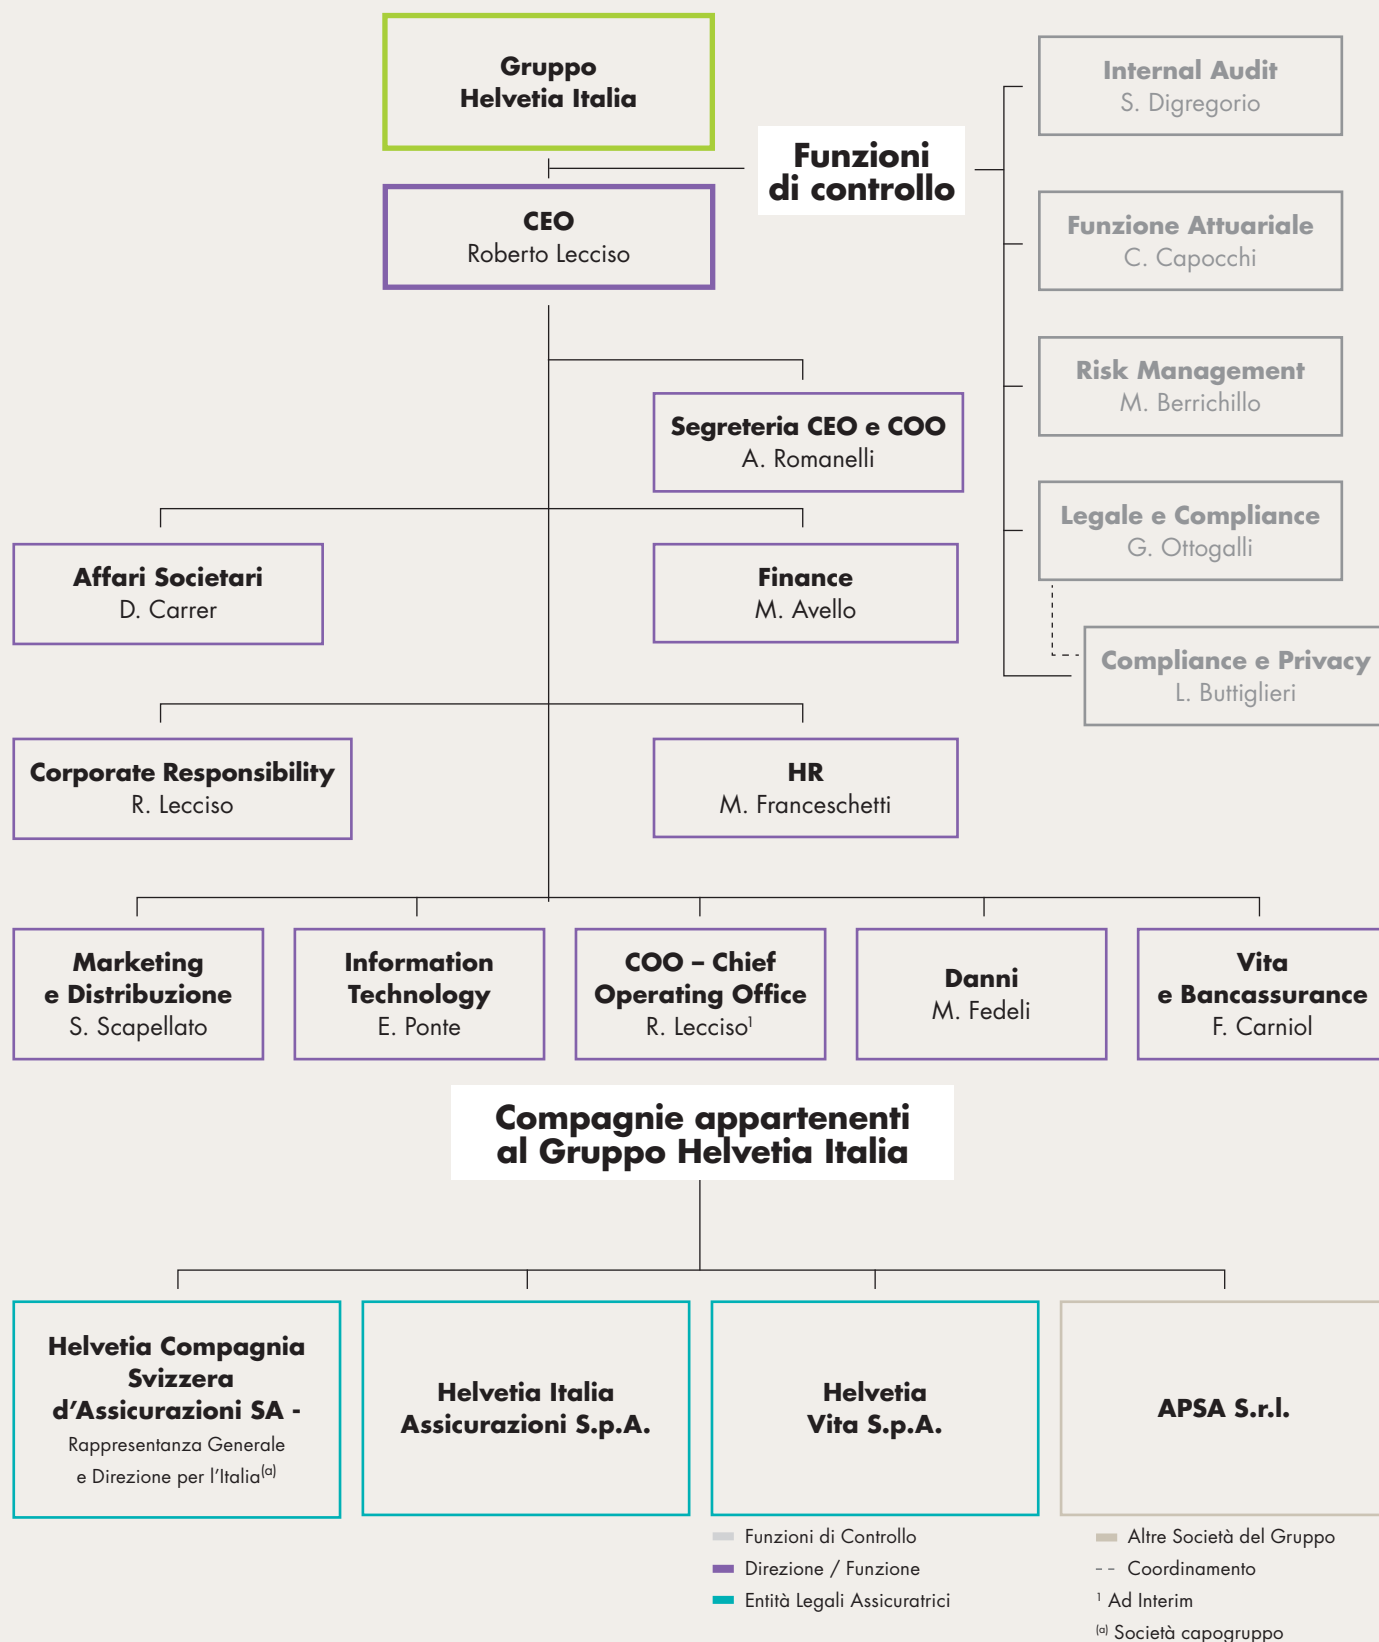 Gruppo
Helvetia Italia
CEO
Roberto Lecciso
Funzioni
di controllo
Internal Audit
S. Digregorio
Funzione Attuariale
C. Capocchi
Risk Management
M. Berrichillo
Legale e Compliance
G. Ottogalli
Compliance e Privacy
L. Buttiglieri
Segreteria CEO e COO
A. Romanelli
Affari Societari
D. Carrer
Finance
M. Avello
Corporate Responsibility
R. Lecciso
HR
M. Franceschetti
Marketing
e Distribuzione
S. Scapellato
Information
Technology
E. Ponte
COO – Chief
Operating Office
R. Lecciso¹
Danni
M. Fedeli
Vita
e Bancassurance
F. Carniol
Compagnie appartenenti
al Gruppo Helvetia Italia
Helvetia Compagnia
Svizzera
d'Assicurazioni SA -
Rappresentanza Generale
e Direzione per l'Italia⁽ᵃ⁾
Helvetia Italia
Assicurazioni S.p.A.
Helvetia
Vita S.p.A.
APSA S.r.l.
Funzioni di Controllo
Direzione / Funzione
Entità Legali Assicuratrici
Altre Società del Gruppo
Coordinamento
¹ Ad Interim
⁽ᵃ⁾ Società capogruppo